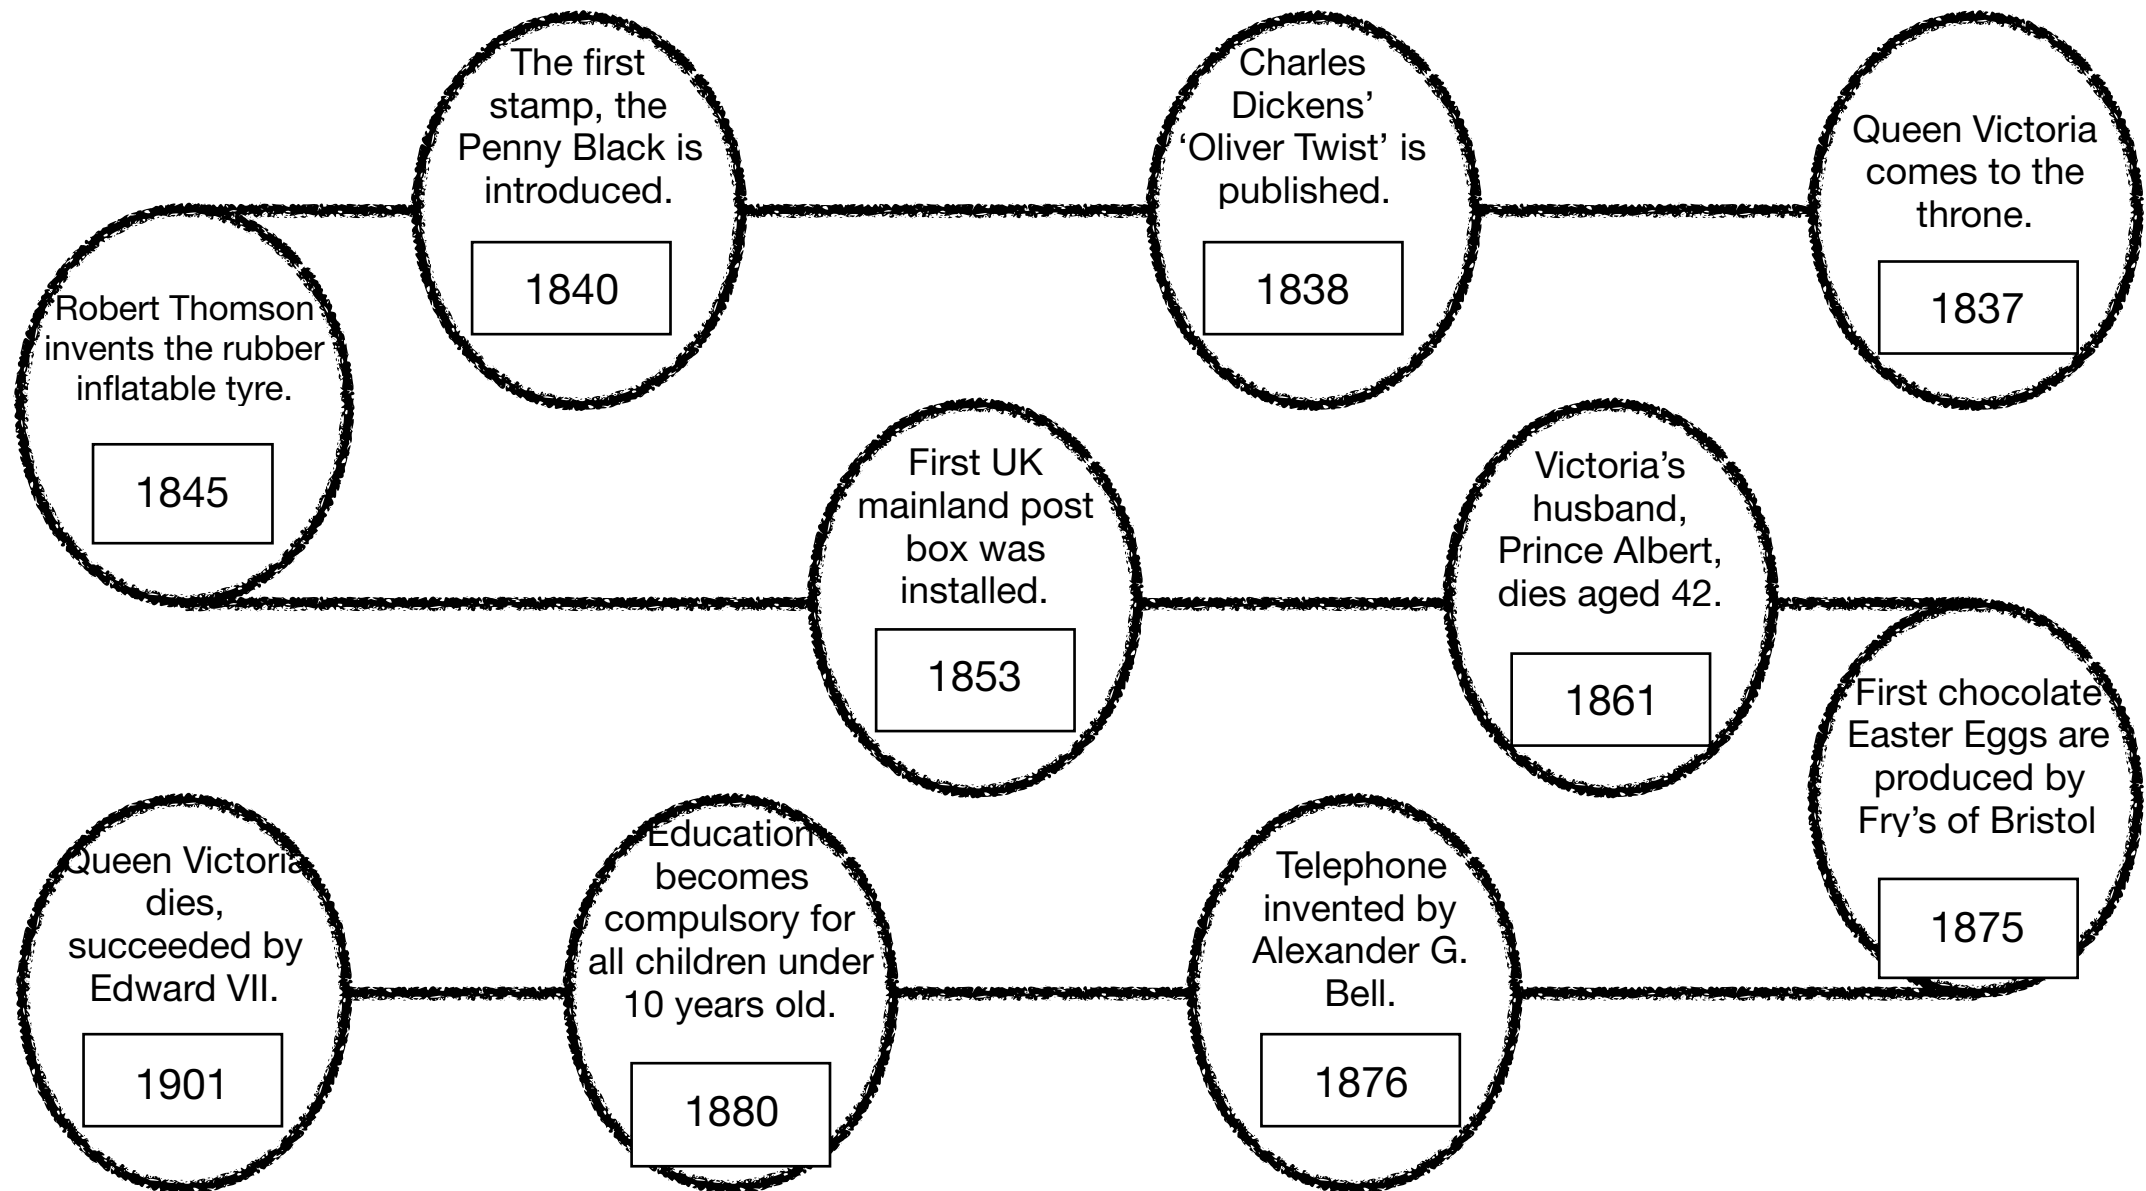 The first
stamp, the
Penny Black is
introduced.
1840
Charles
Dickens’
‘Oliver Twist’ is
published.
1838
Queen Victoria
comes to the
throne.
1837
Robert Thomson
invents the rubber
inflatable tyre.
1845
First UK
mainland post
box was
installed.
1853
Victoria’s
husband,
Prince Albert,
dies aged 42.
1861
First chocolate
Easter Eggs are
produced by
Fry’s of Bristol
1875
Queen Victoria
dies,
succeeded by
Edward VII.
1901
Education
becomes
compulsory for
all children under
10 years old.
1880
Telephone
invented by
Alexander G.
Bell.
1876